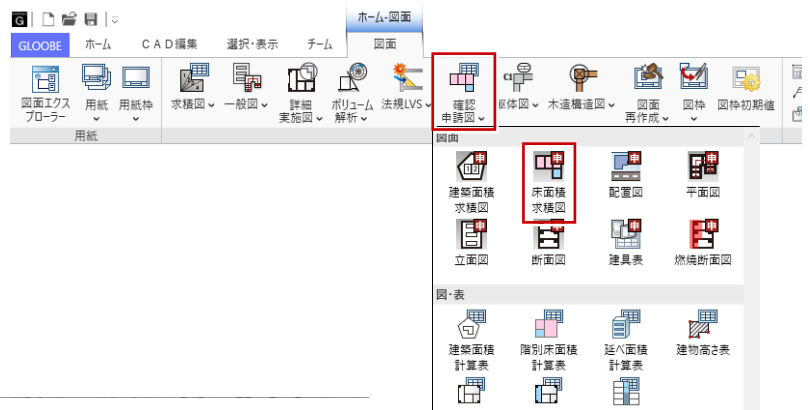 G
ホーム-図面
GLOOBE
ホーム
CAD編集
選択・表示
チーム
図面
図面エクス
プローラー
用紙
用紙枠
求積図
一般図
詳細
実施図
ボリューム
解析
法規LVS
確認
申請図
躯体図
木造構造図
図面
再作成
図枠
図枠初期値
用紙
図面
申
申
申
申
建築面積
求積図
床面積
求積図
配置図
平面図
申
申
申
申
立面図
断面図
建具表
燃焼断面図
図・表
建築面積
計算表
階別床面積
計算表
延べ面積
計算表
建物高さ表